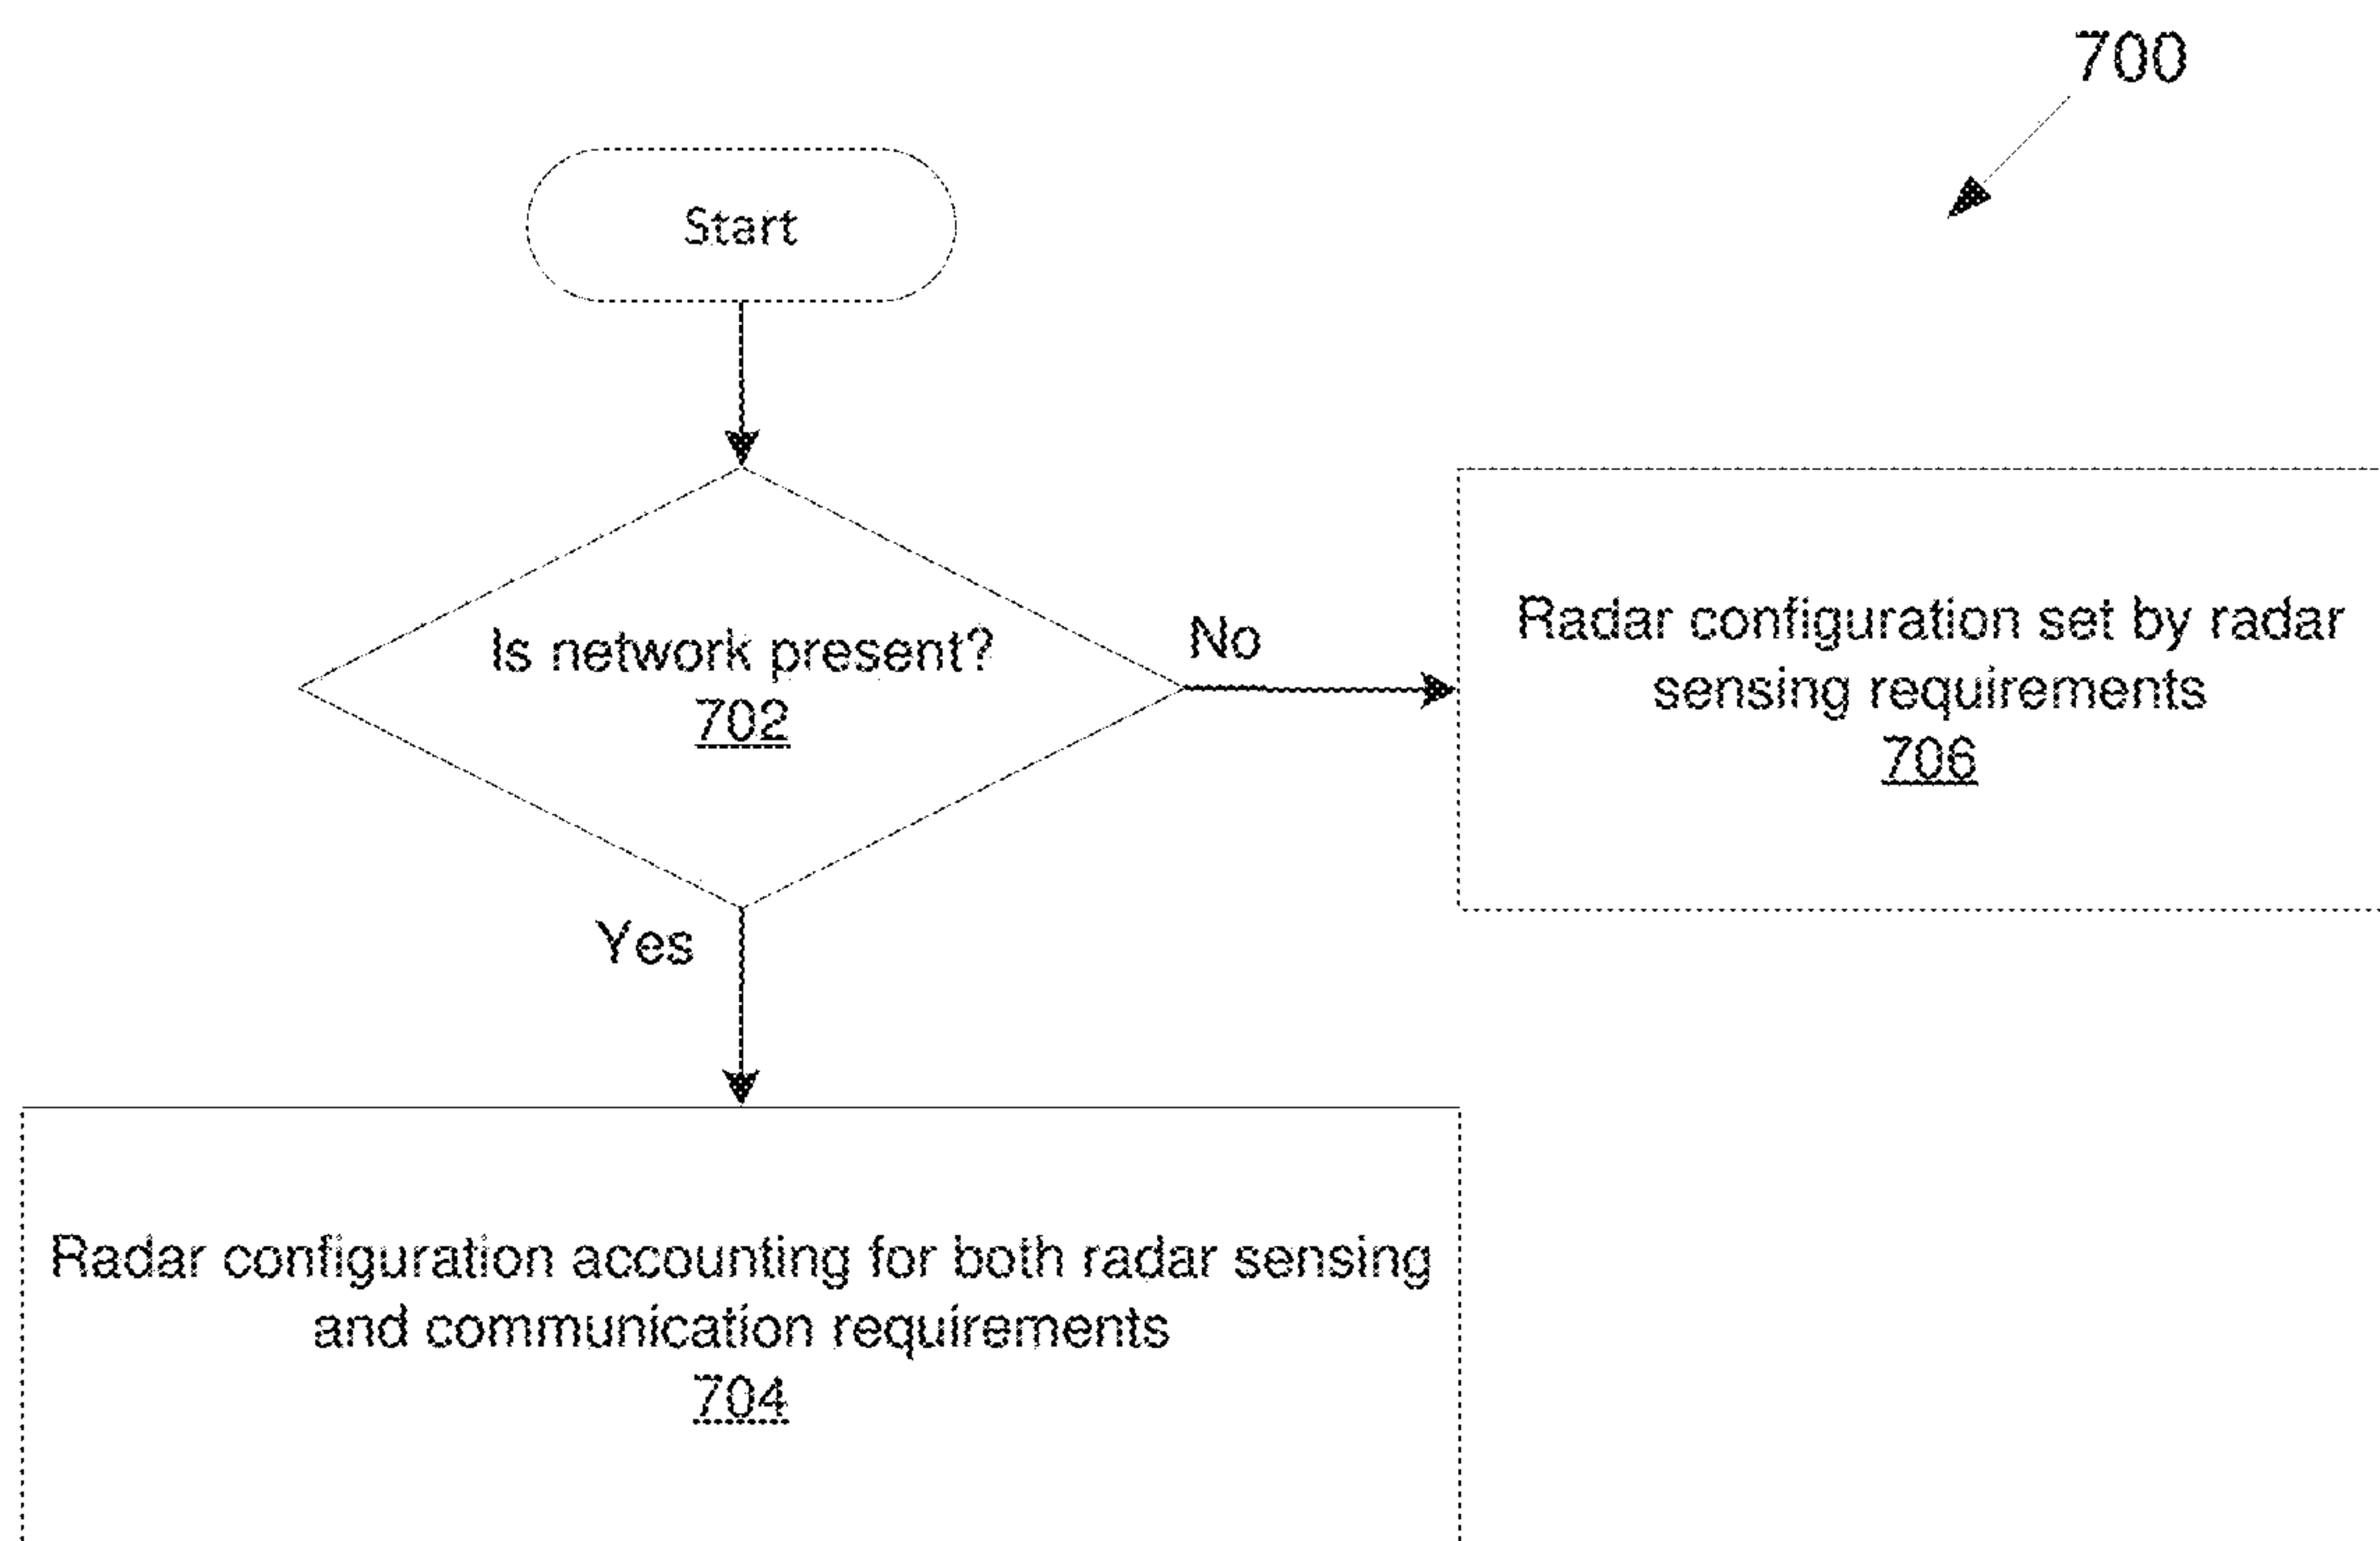 700
Start
Is network present?
702
No
Radar configuration set by radar
sensing requirements
706
Yes
Radar configuration accounting for both radar sensing
and communication requirements
704